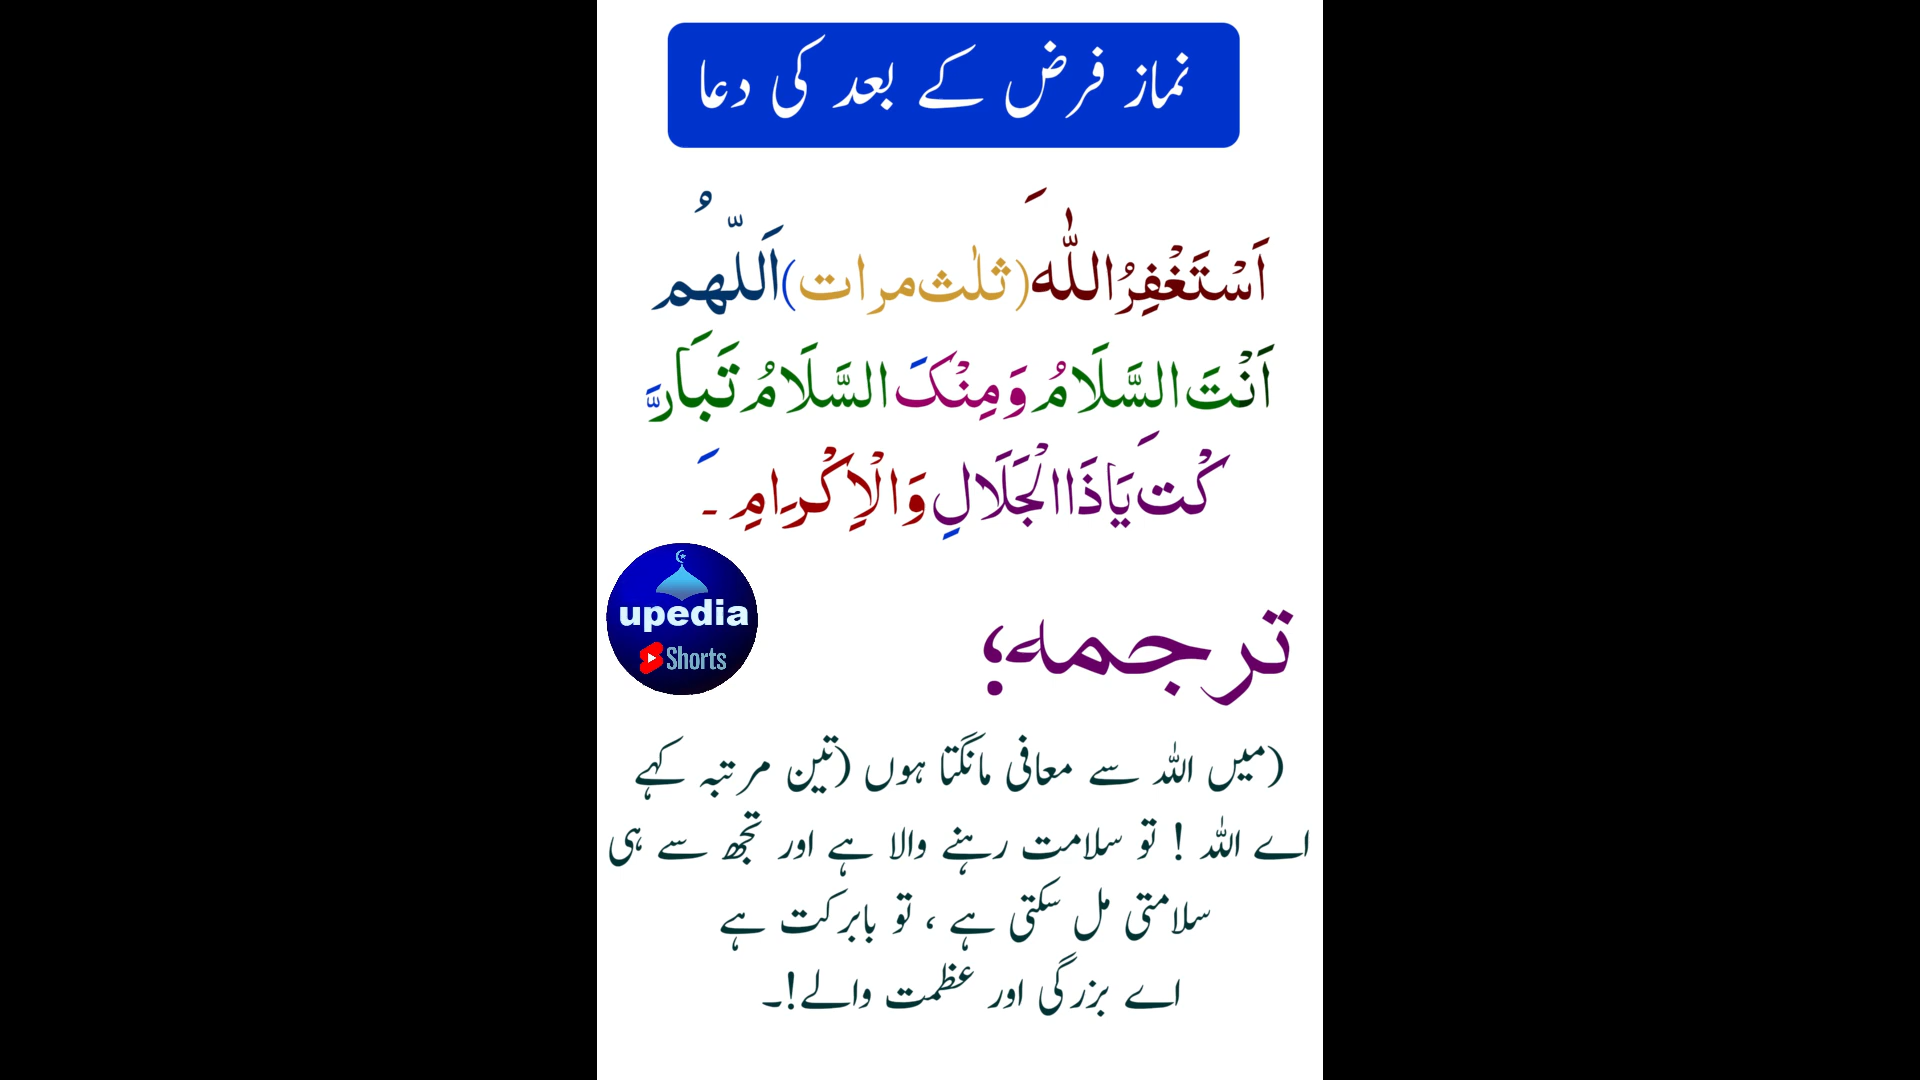 نماز فرض کے بعد کی دعا
اَسْتَغْفِرُ اللّٰہَ (ثلٰث مرات) اَللّٰھُمَّ
اَنْتَ السَّلَامُ وَمِنْکَ السَّلَامُ تَبَارَ
کْتَ یَا ذَا الْجَلَالِ وَالْاِکْرِامِ ۔
upedia
Shorts
ترجمہ؛
(میں اللہ سے معافی مانگتا ہوں (تین مرتبہ کہے
اے اللہ ! تو سلامت رہنے والا ہے اور تجھ سے ہی
سلامتی مل سکتی ہے ، تو بابرکت ہے
اے بزرگی اور عظمت والے!۔